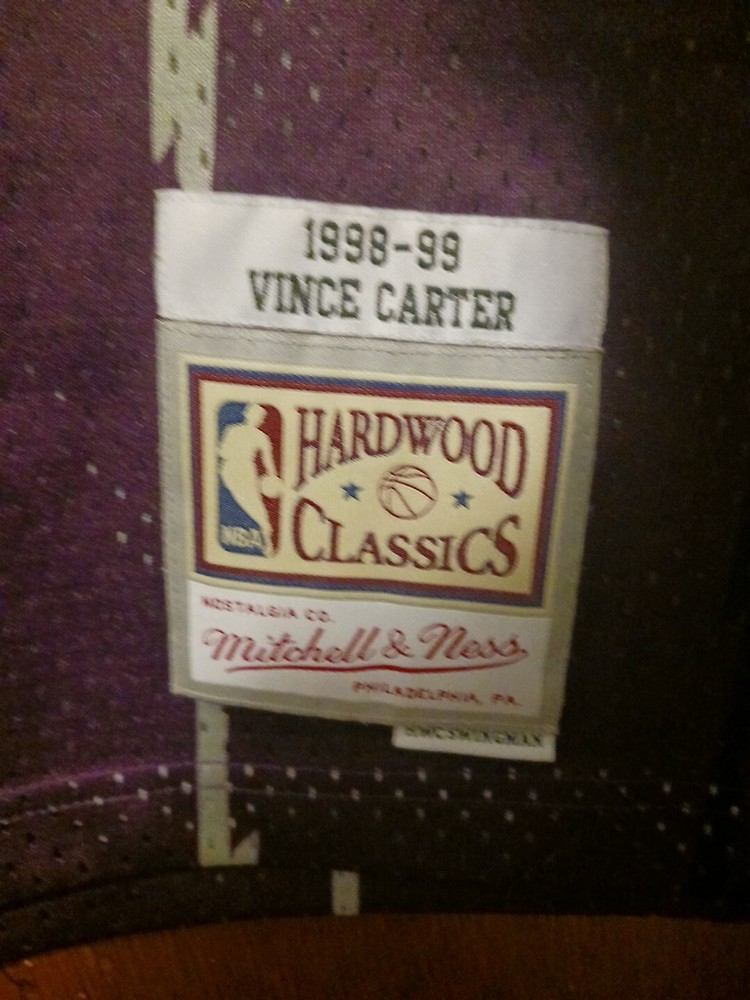 1998-99
VINCE CARTER
HARDWOOD
CLASSICS
NBA
NOSTALGIA CO.
Mitchell & Ness
PHILADELPHIA, PA.